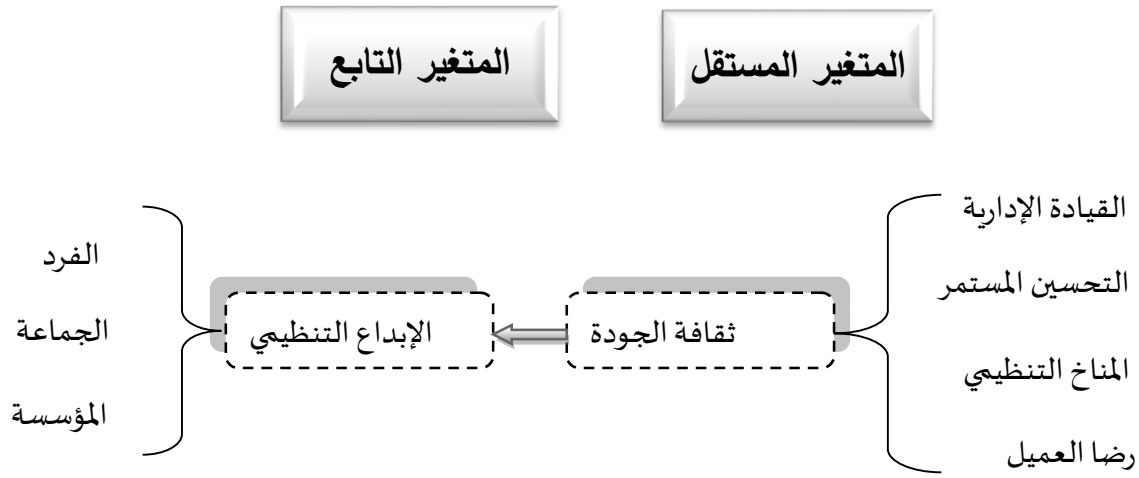 المتغير المستقل
المتغير التابع
القيادة الإدارية
التحسين المستمر
المناخ التنظيمي
رضا العميل
ثقافة الجودة
الإبداع التنظيمي
الفرد
الجماعة
المؤسسة